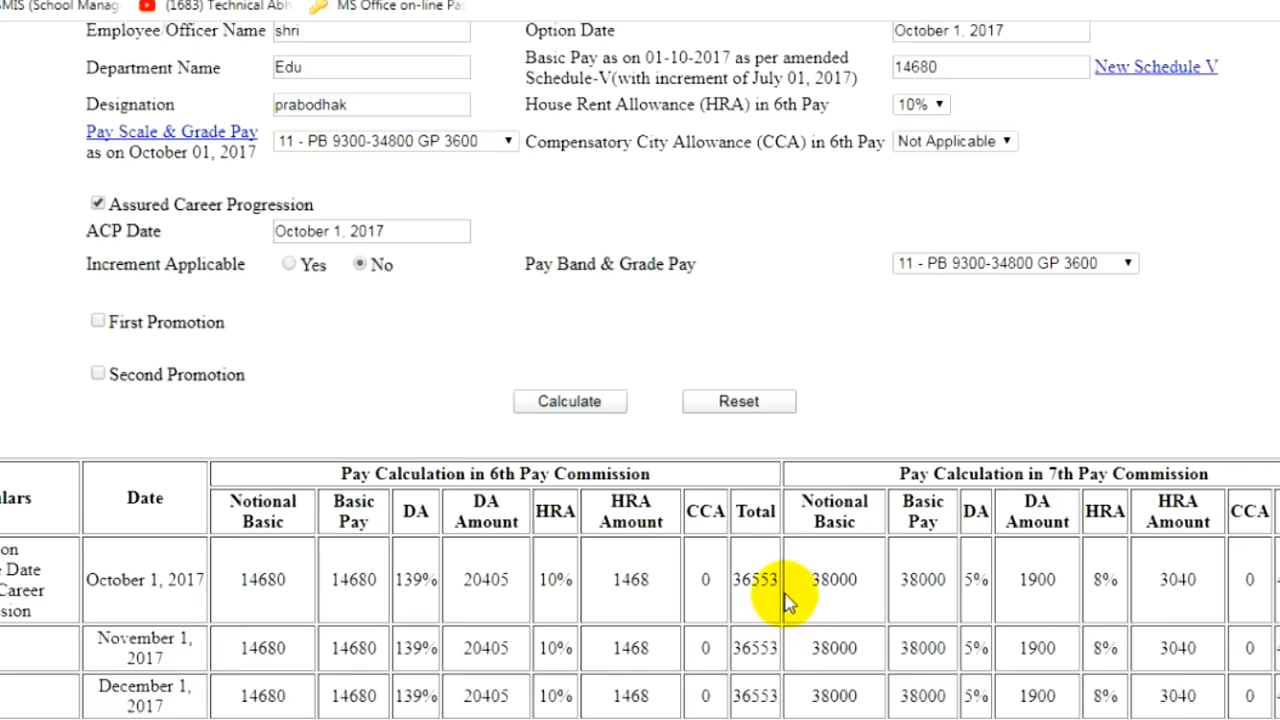 MIS (School Manag
(1683) Technical Abh
MS Office on-line Pa
Employee/Officer Name shri Option Date October 1, 2017
Department Name Edu Basic Pay as on 01-10-2017 as per amended Schedule-V(with increment of July 01, 2017) 14680 New Schedule V
Designation prabodhak House Rent Allowance (HRA) in 6th Pay 10%
Pay Scale & Grade Pay as on October 01, 2017 11 - PB 9300-34800 GP 3600 Compensatory City Allowance (CCA) in 6th Pay Not Applicable
Assured Career Progression
ACP Date October 1, 2017
Increment Applicable Yes No Pay Band & Grade Pay 11 - PB 9300-34800 GP 3600
First Promotion
Second Promotion
Calculate Reset
lars Date Pay Calculation in 6th Pay Commission Pay Calculation in 7th Pay Commission
Notional Basic Basic Pay DA DA Amount HRA HRA Amount CCA Total Notional Basic Basic Pay DA DA Amount HRA HRA Amount CCA
on
Date
Career
sion
October 1, 2017 14680 14680 139% 20405 10% 1468 0 36553 38000 38000 5% 1900 8% 3040 0
November 1, 2017 14680 14680 139% 20405 10% 1468 0 36553 38000 38000 5% 1900 8% 3040 0
December 1, 2017 14680 14680 139% 20405 10% 1468 0 36553 38000 38000 5% 1900 8% 3040 0